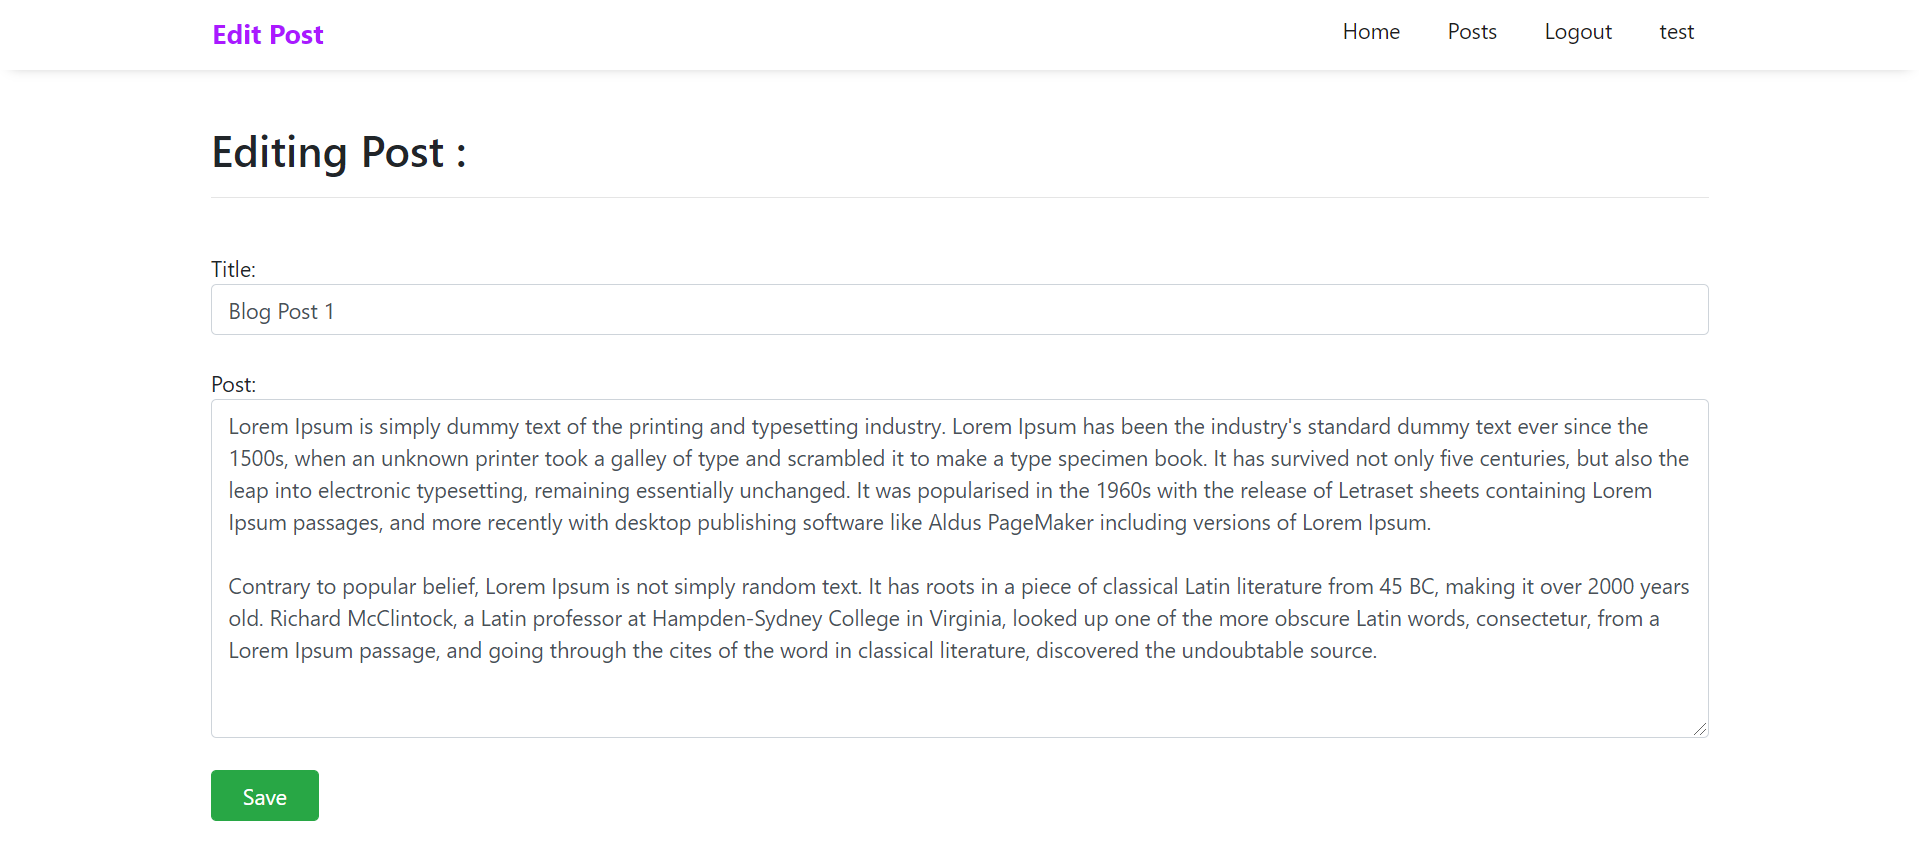 Edit Post
Home Posts Logout test
Editing Post :
Title:
Blog Post 1
Post:
Lorem Ipsum is simply dummy text of the printing and typesetting industry. Lorem Ipsum has been the industry's standard dummy text ever since the
1500s, when an unknown printer took a galley of type and scrambled it to make a type specimen book. It has survived not only five centuries, but also the
leap into electronic typesetting, remaining essentially unchanged. It was popularised in the 1960s with the release of Letraset sheets containing Lorem
Ipsum passages, and more recently with desktop publishing software like Aldus PageMaker including versions of Lorem Ipsum.
Contrary to popular belief, Lorem Ipsum is not simply random text. It has roots in a piece of classical Latin literature from 45 BC, making it over 2000 years
old. Richard McClintock, a Latin professor at Hampden-Sydney College in Virginia, looked up one of the more obscure Latin words, consectetur, from a
Lorem Ipsum passage, and going through the cites of the word in classical literature, discovered the undoubtable source.
Save